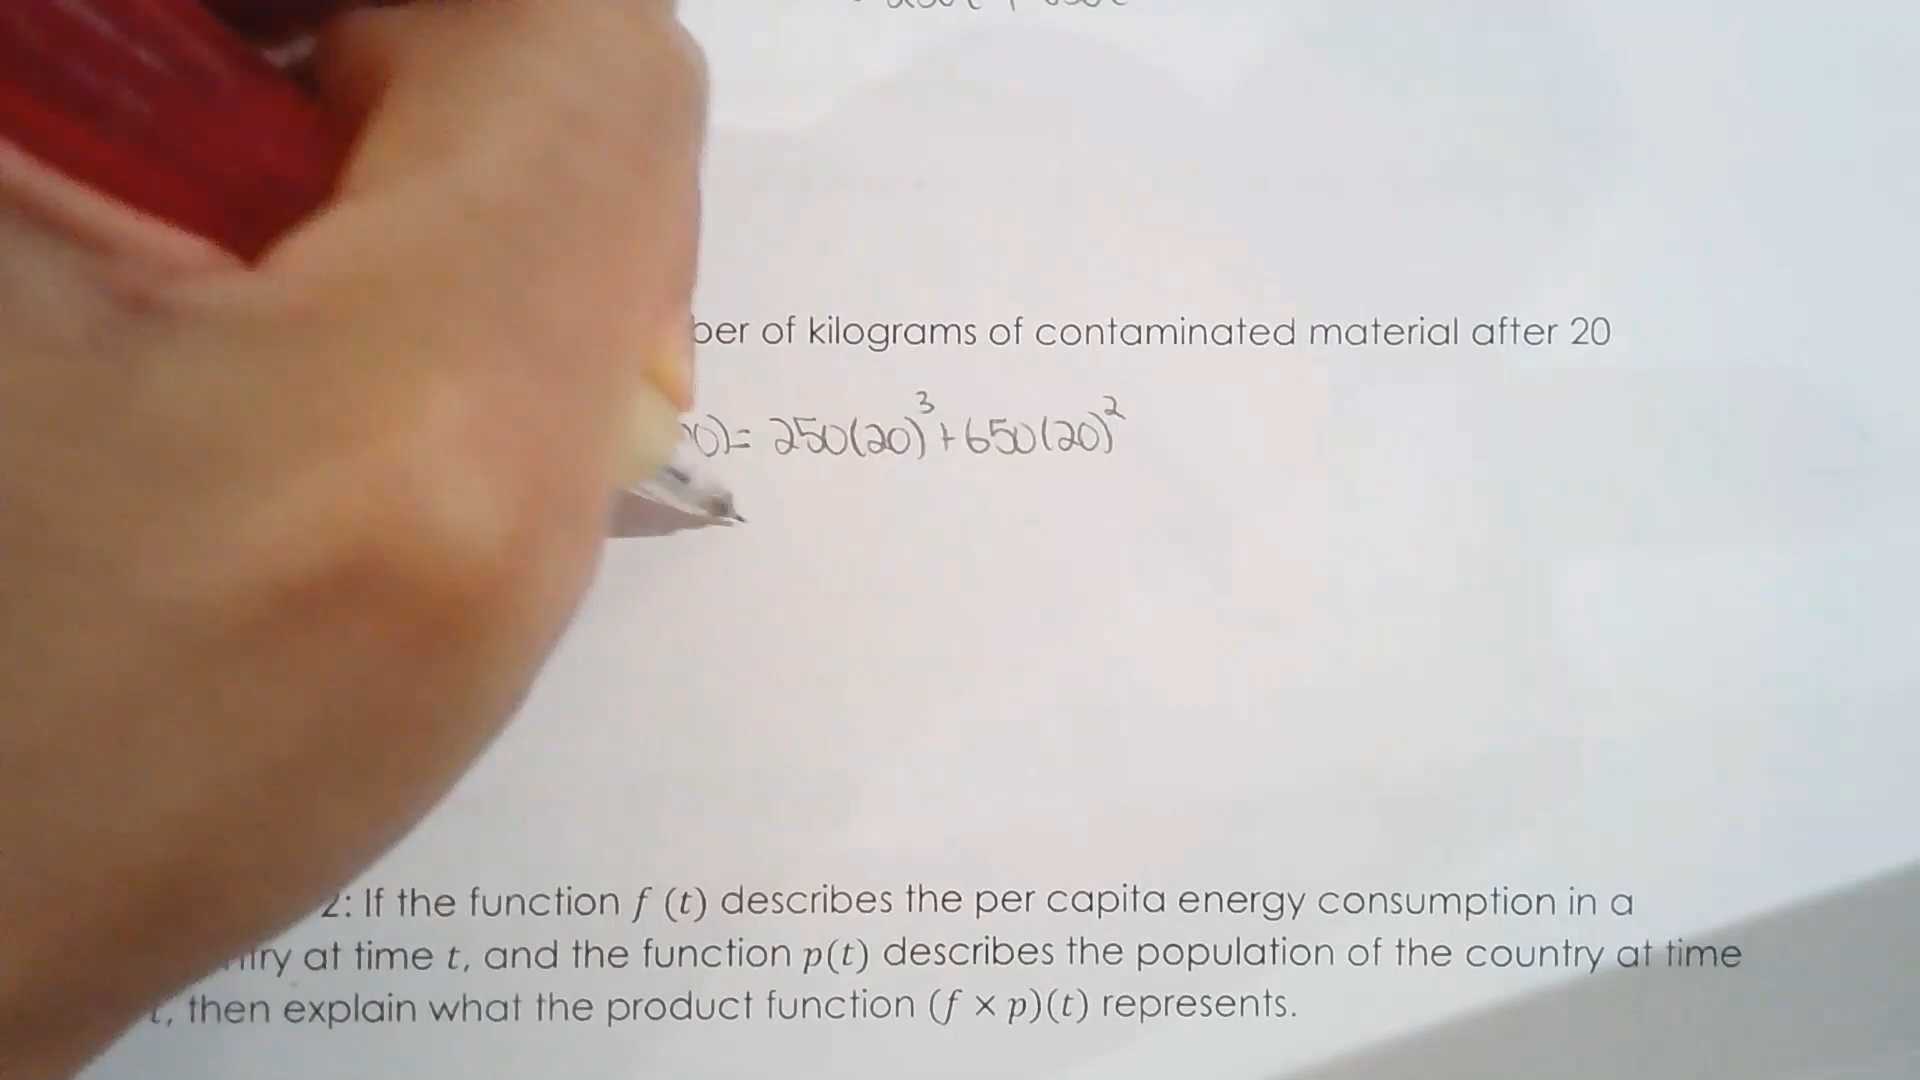 of kilograms of contaminated material after 20
= 250(20)³+650(20)²
2: If the function f (t) describes the per capita energy consumption in a
at time t, and the function p(t) describes the population of the country at time
t, then explain what the product function (f × p)(t) represents.